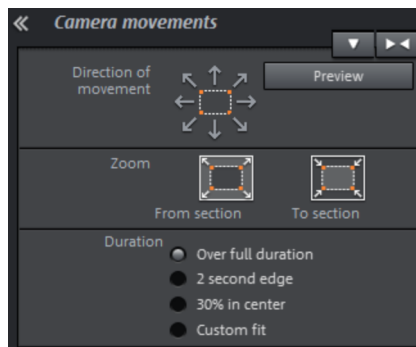 Camera movements
Direction of
movement
Preview
Zoom
From section
To section
Duration
Over full duration
2 second edge
30% in center
Custom fit